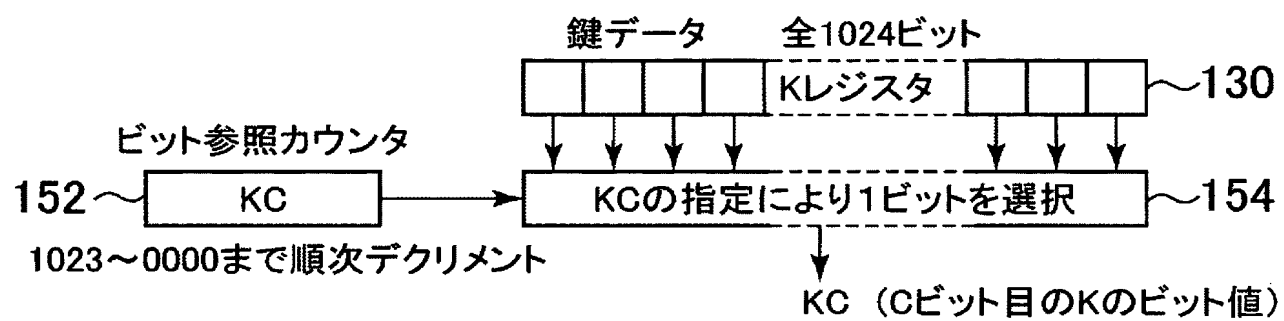 鍵データ 全1024ビット
Kレジスタ
130
ビット参照カウンタ
152
KC
KCの指定により1ビットを選択
154
1023～0000まで順次デクリメント
KC (Cビット目のKのビット値)